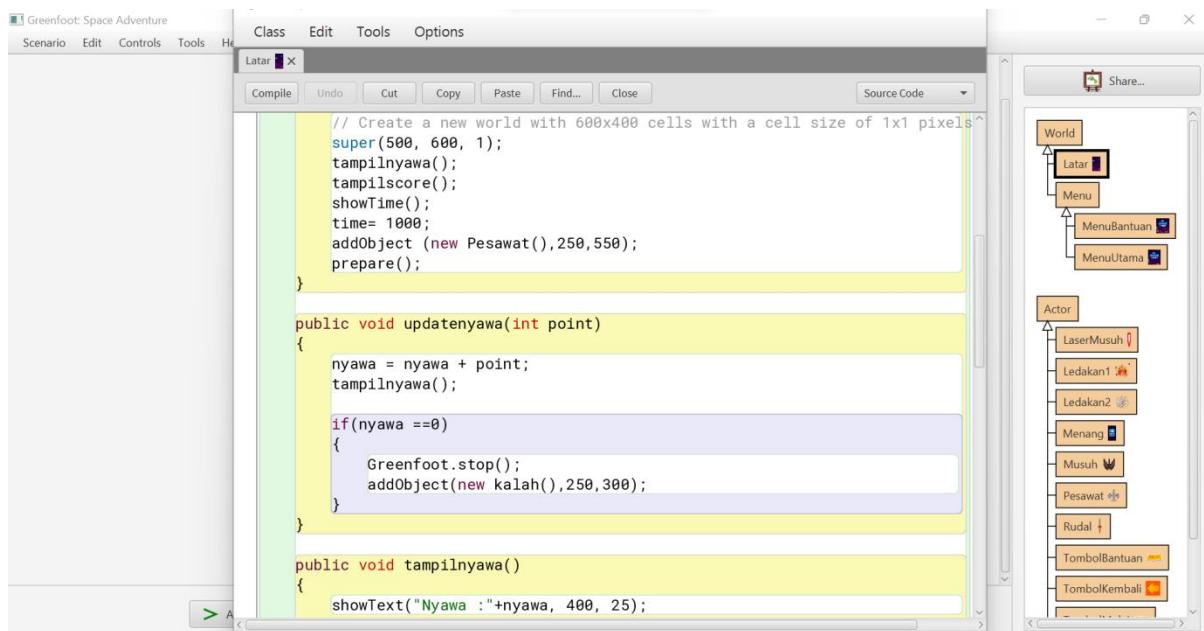 Greenfoot: Space Adventure
Scenario Edit Controls Tools He
Class Edit Tools Options
Latar
Compile Undo Cut Copy Paste Find... Close Source Code
// Create a new world with 600x400 cells with a cell size of 1x1 pixels
super(500, 600, 1);
tampilnyawa();
tampilscore();
showTime();
time= 1000;
addObject (new Pesawat(),250,550);
prepare();
}
public void updatenyawa(int point)
{
nyawa = nyawa + point;
tampilnyawa();
if(nyawa ==0)
{
Greenfoot.stop();
addObject(new kalah(),250,300);
}
}
public void tampilnyawa()
{
showText("Nyawa :"+nyawa, 400, 25);
A
Share...
World
Latar
Menu
MenuBantuan
MenuUtama
Actor
LaserMusuh
Ledakan1
Ledakan2
Menang
Musuh
Pesawat
Rudal
TombolBantuan
TombolKembali